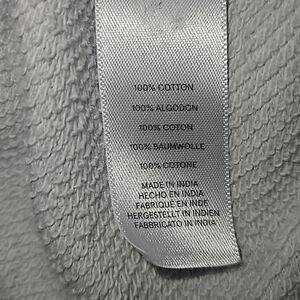 100% COTTON
100% ALGODON
100% COTON
100% BAUMWOLLE
100% COTONE
MADE IN INDIA
HECHO EN INDIA
FABRIQUÉ EN INDE
HERGESTELLT IN INDIEN
FABBRICATO IN INDIA